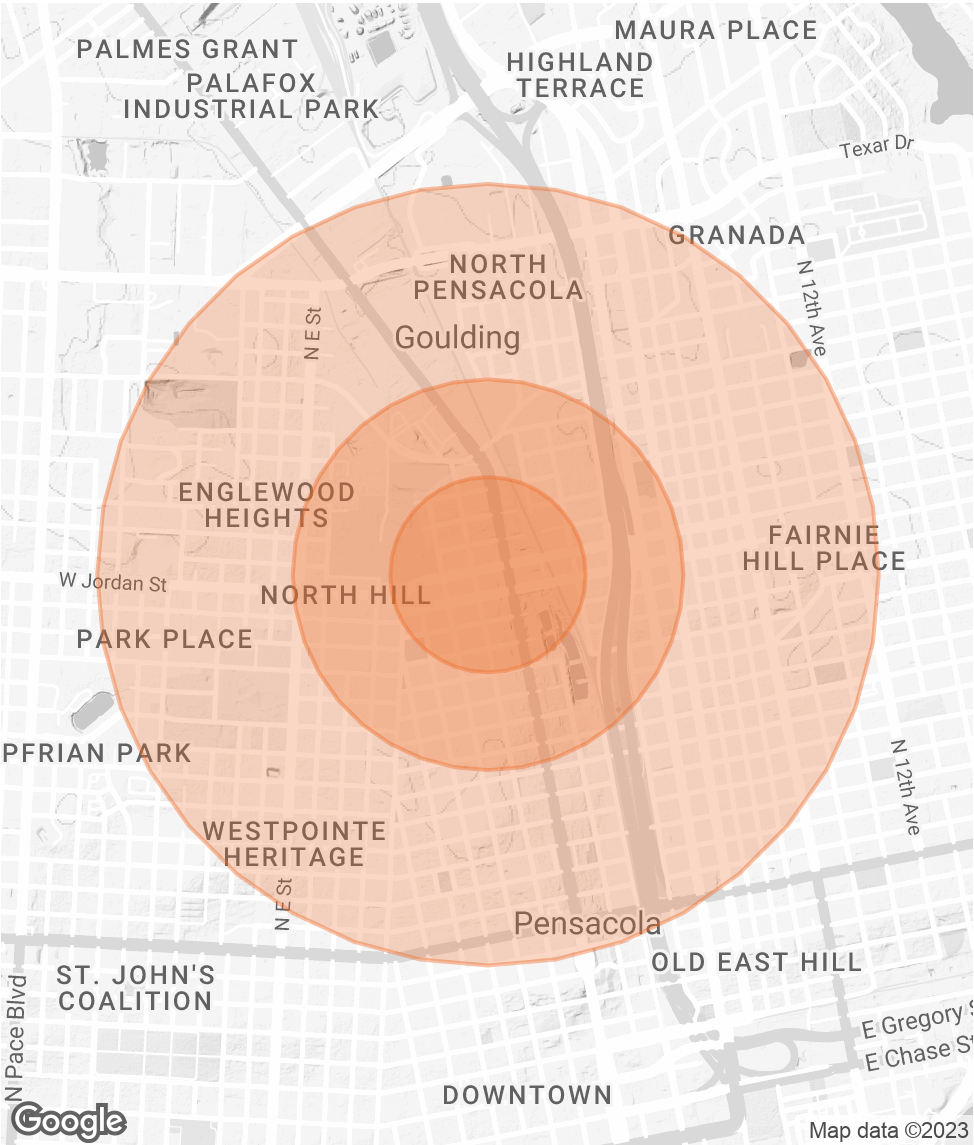 MAURA PLACE
PALMES GRANT
HIGHLAND
TERRACE
PALAFOX
INDUSTRIAL PARK
Texar Dr
GRANADA
NORTH
PENSACOLA
N 12th Ave
N E St
Goulding
ENGLEWOOD
HEIGHTS
FAIRNIE
HILL PLACE
W Jordan St
NORTH HILL
PARK PLACE
PFRIAN PARK
N 12th Ave
WESTPOINTE
HERITAGE
N E St
Pensacola
OLD EAST HILL
ST. JOHN'S
COALITION
N Pace Blvd
E Gregory S
E Chase St
DOWNTOWN
Google
Map data ©2023